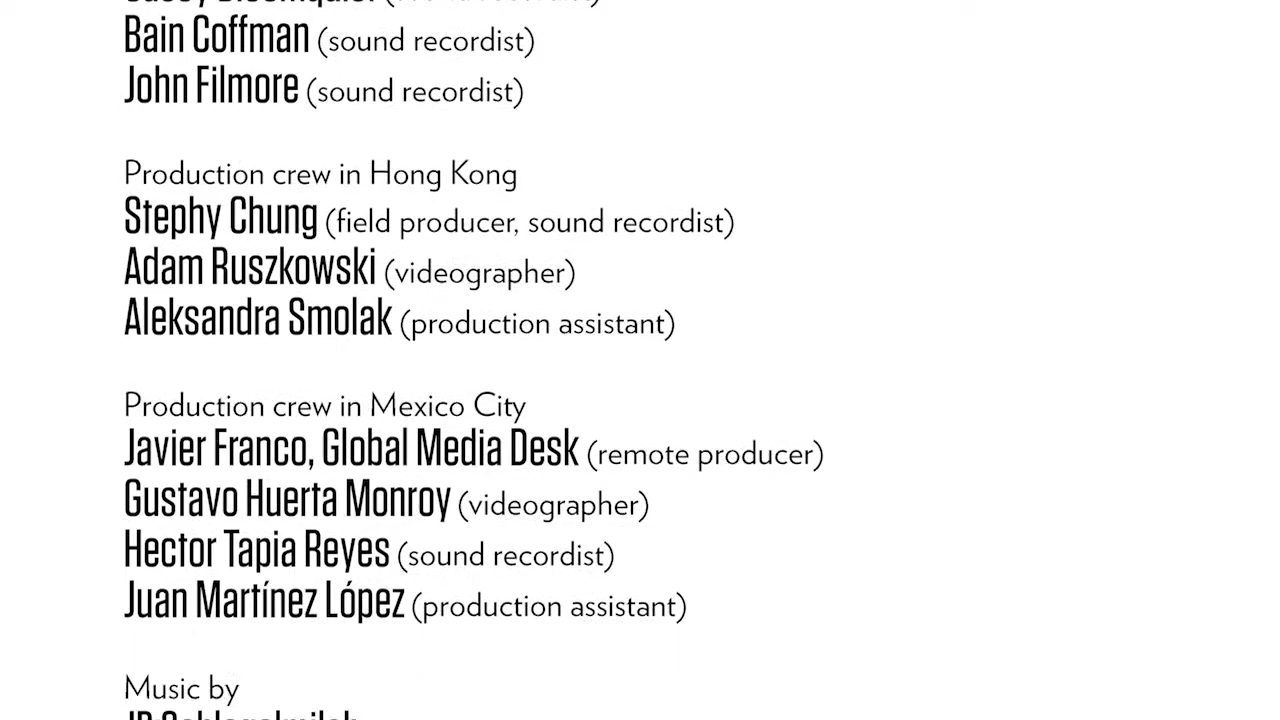 Bain Coffman (sound recordist)
John Filmore (sound recordist)
Production crew in Hong Kong
Stephy Chung (field producer, sound recordist)
Adam Ruszkowski (videographer)
Aleksandra Smolak (production assistant)
Production crew in Mexico City
Javier Franco, Global Media Desk (remote producer)
Gustavo Huerta Monroy (videographer)
Hector Tapia Reyes (sound recordist)
Juan Martínez López (production assistant)
Music by